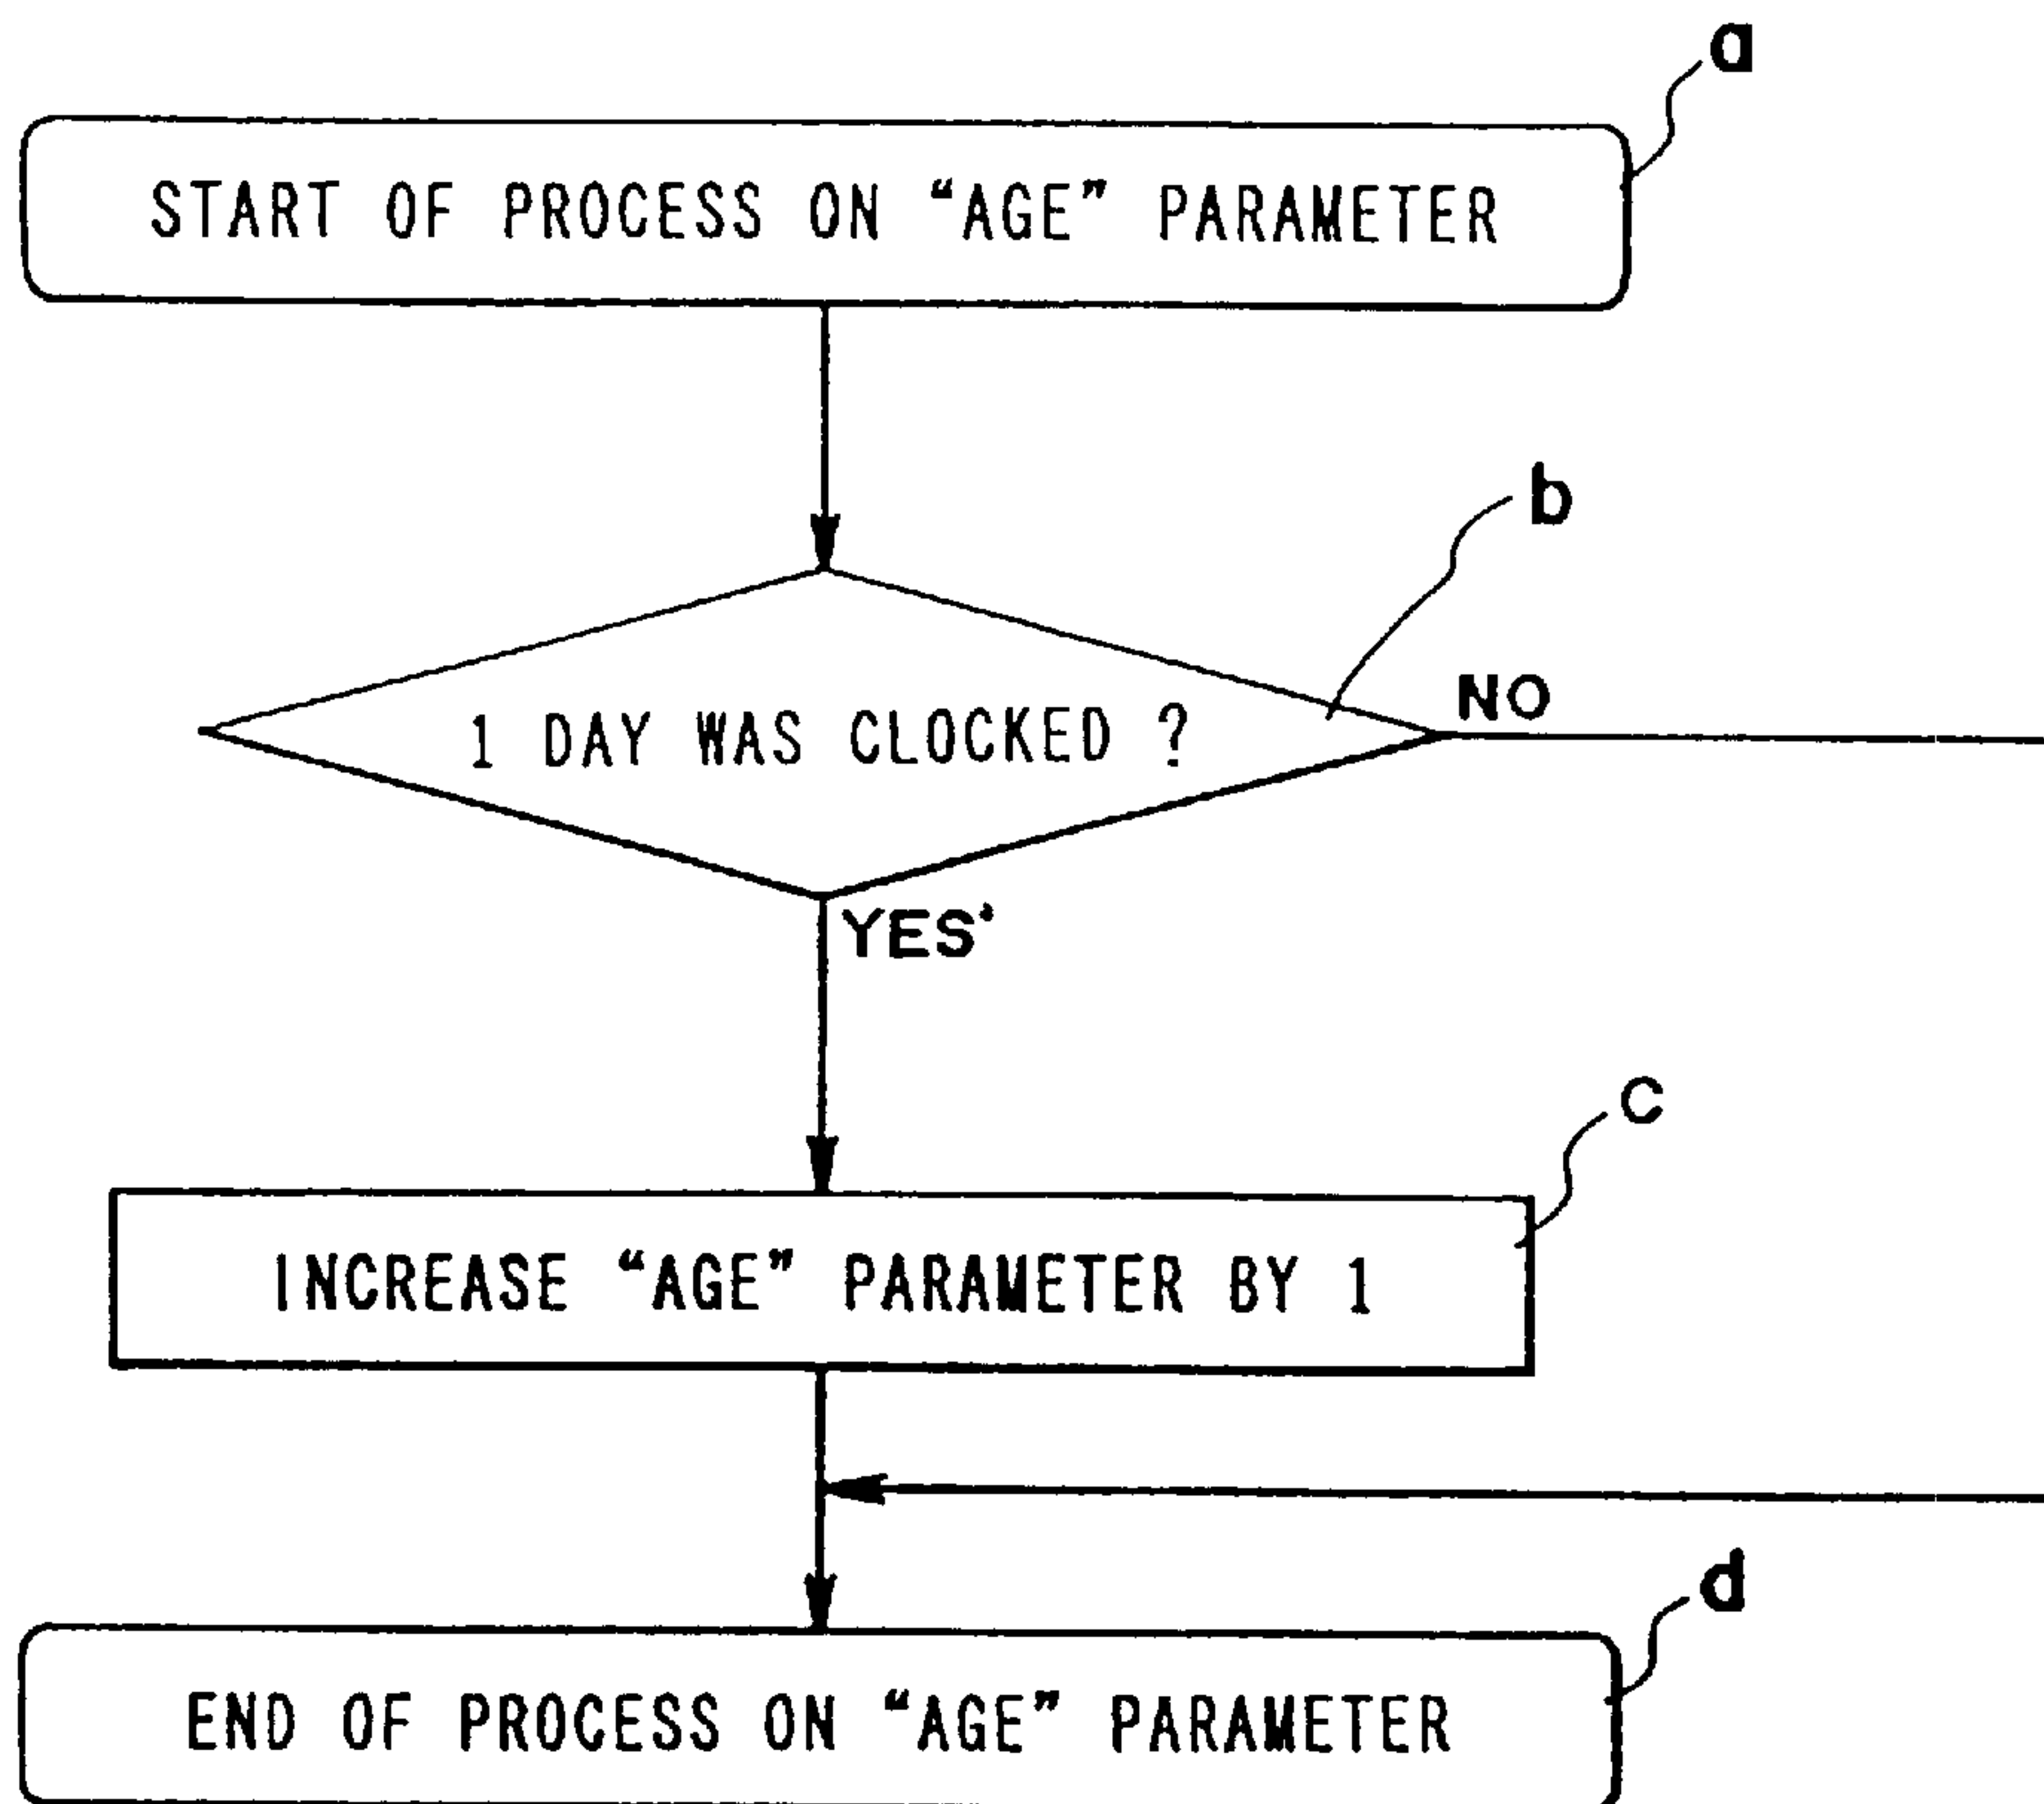 a
START OF PROCESS ON “AGE” PARAMETER
b
NO
1 DAY WAS CLOCKED ?
YES
c
INCREASE “AGE” PARAMETER BY 1
d
END OF PROCESS ON “AGE” PARAMETER